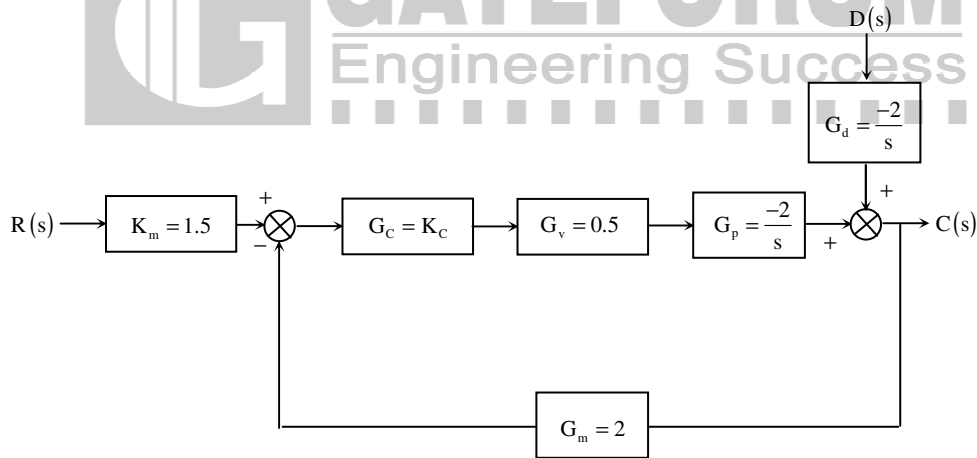 GATEFORUM
Engineering Success
D(s)
G_d = -2/s
+
R(s)
K_m = 1.5
+
−
G_C = K_C
G_v = 0.5
G_p = -2/s
+
C(s)
G_m = 2